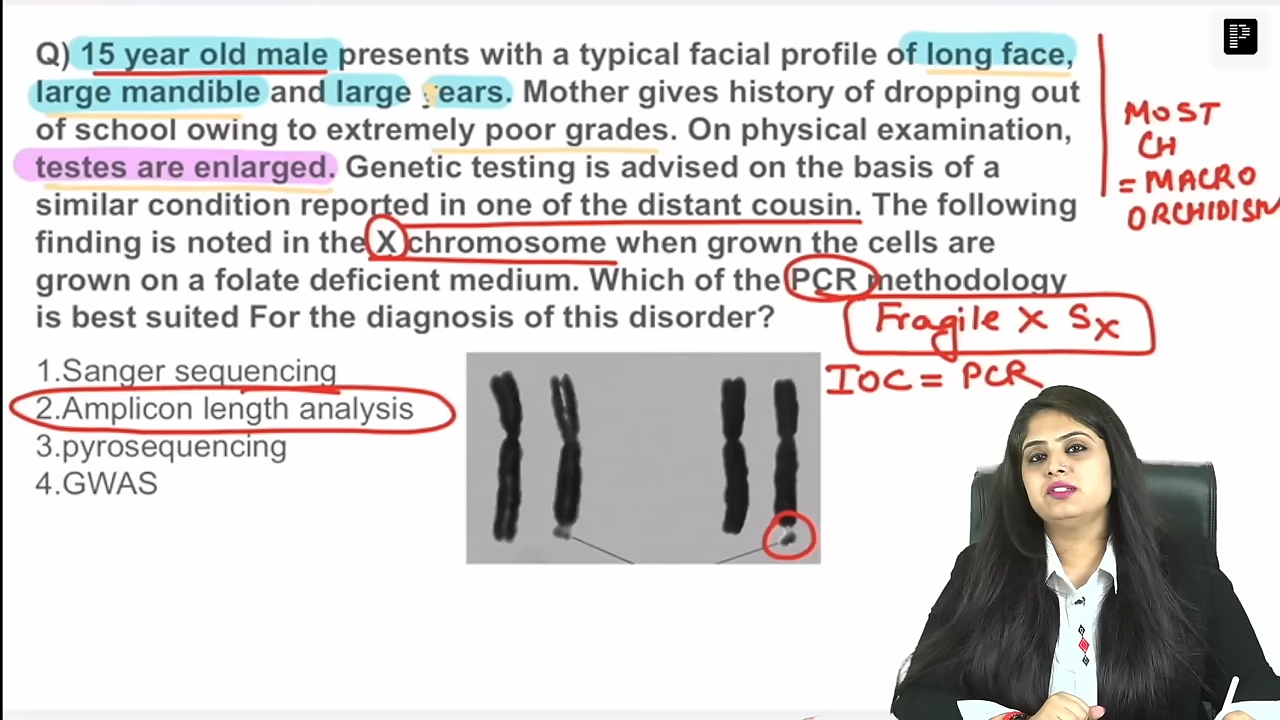 Q) 15 year old male presents with a typical facial profile of long face,
large mandible and large ears. Mother gives history of dropping out
of school owing to extremely poor grades. On physical examination,
testes are enlarged. Genetic testing is advised on the basis of a
similar condition reported in one of the distant cousin. The following
finding is noted in the X chromosome when grown the cells are
grown on a folate deficient medium. Which of the PCR methodology
is best suited For the diagnosis of this disorder?
MOST
CH
= MACRO
ORCHIDISM
Fragile X Sx
IOC = PCR
1.Sanger sequencing
2.Amplicon length analysis
3.pyrosequencing
4.GWAS
P